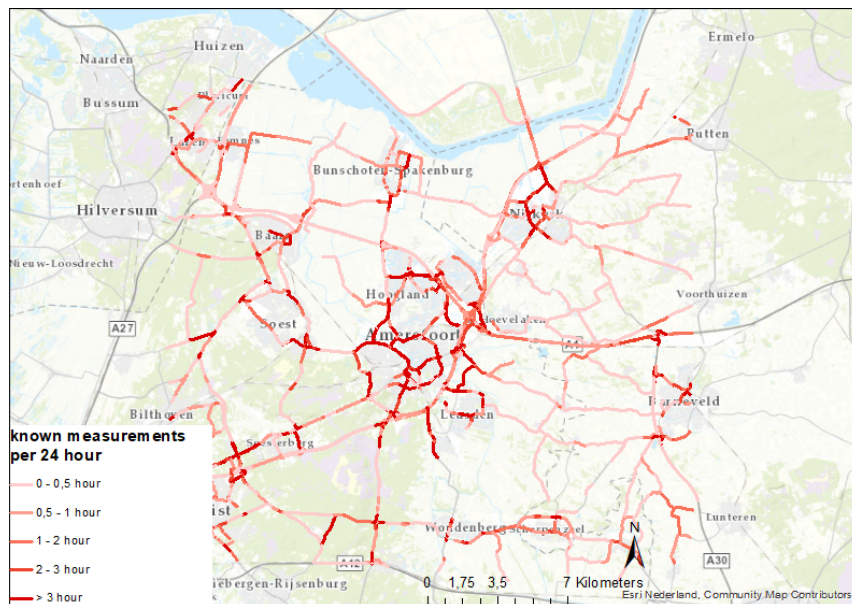 Huizen
Ermelo
Naarden
Bussum
Putten
Bunschoten-Spakenburg
ortenhoef
Hilversum
Nieuw-Loosdrecht
Hoogland
Voorthuizen
Hoevelaken
Soest
A27
Amersfoort
A1
Bilthoven
Barneveld
Leusden
known measurements
per 24 hour
Soesterberg
0 - 0,5 hour
0,5 - 1 hour
1 - 2 hour
2 - 3 hour
> 3 hour
ist
Woudenberg
Scherpenzeel
Lunteren
N
A12
A30
iebergen-Rijsenburg
0 1,75 3,5 7 Kilometers
Esri Nederland, Community Map Contributors